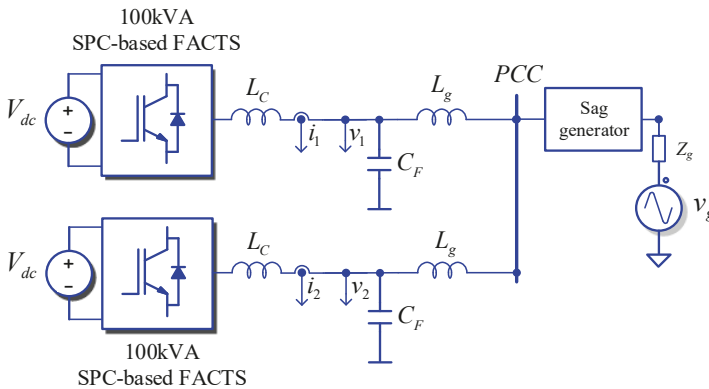 100kVA
SPC-based FACTS
V_dc
+
−
L_C
i_1
v_1
C_F
L_g
PCC
Sag
generator
Z_g
v_g
V_dc
+
−
L_C
i_2
v_2
C_F
L_g
100kVA
SPC-based FACTS